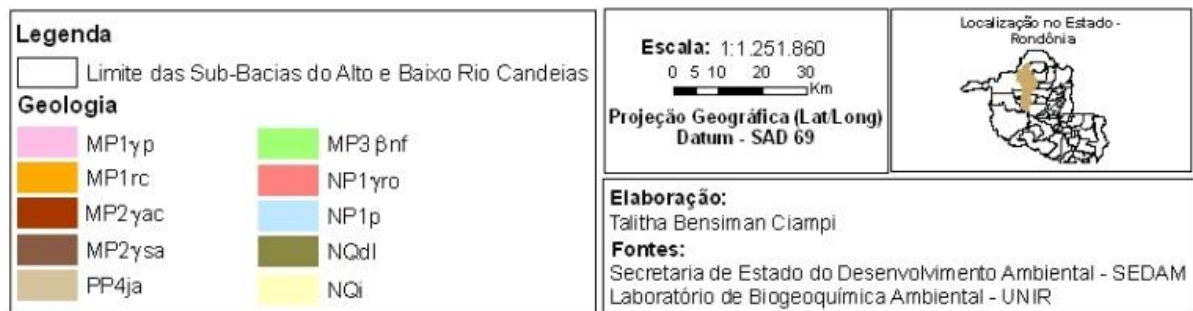 Legenda
Limite das Sub-Bacias do Alto e Baixo Rio Candeias
Geologia
MP1γp
MP1rc
MP2γac
MP2γsa
PP4ja
MP3βnf
NP1γro
NP1p
NQdl
NQi
Escala: 1:1.251.860
0 5 10 20 30
Km
Projeção Geográfica (Lat/Long)
Datum - SAD 69
Localização no Estado -
Rondônia
Elaboração:
Talitha Bensiman Ciampi
Fontes:
Secretaria de Estado do Desenvolvimento Ambiental - SEDAM
Laboratório de Biogeoquímica Ambiental - UNIR